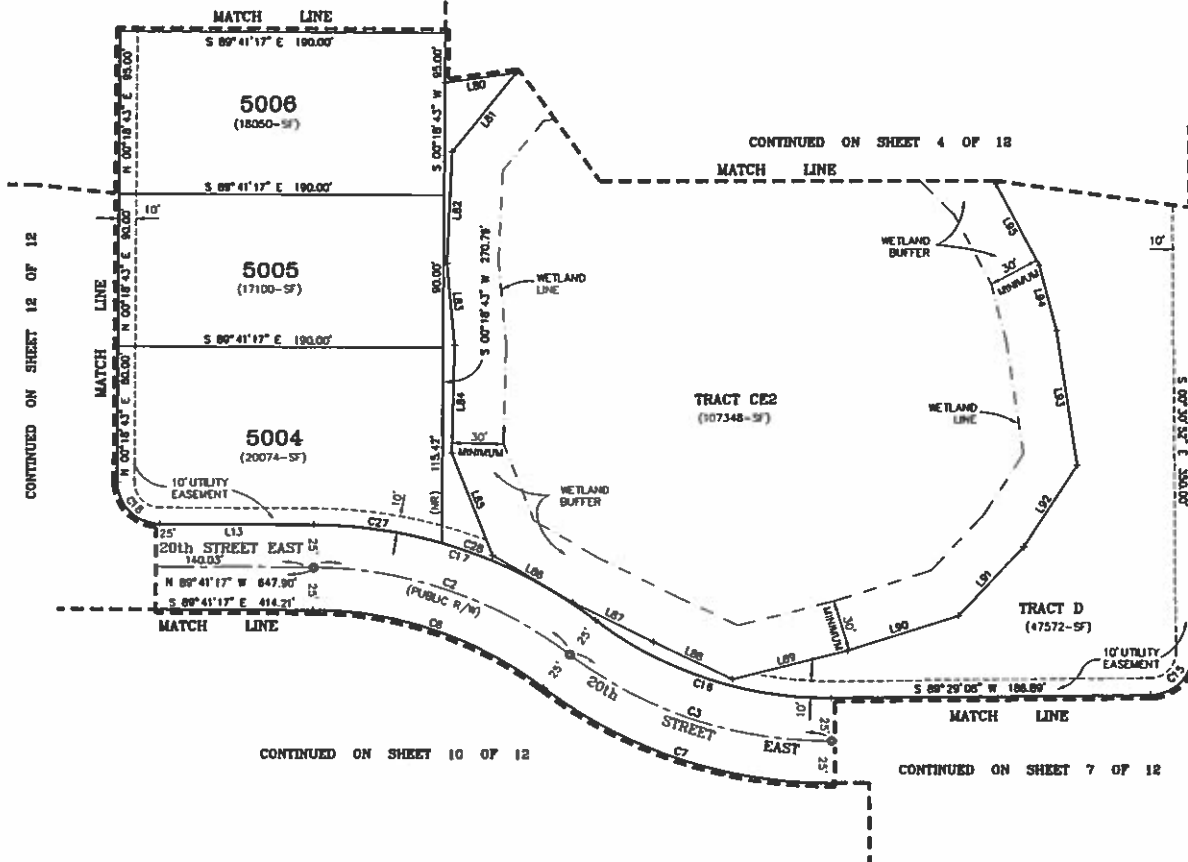 MATCH LINE
S 89°41'17" E 190.00'
N 00°18'43" E 95.00'
5006
(18050-SF)
S 00°18'43" W 95.00'
L80
L81
CONTINUED ON SHEET 4 OF 12
MATCH LINE
S 89°41'17" E 190.00'
10'
L82
WETLAND
BUFFER
L95
10'
30'
MINIMUM
CONTINUED ON SHEET 12 OF 12
MATCH LINE
N 00°18'43" E 90.00'
5005
(17100-SF)
90.00'
S 00°18'43" W 270.79'
WETLAND
LINE
L83
L94
S 89°41'17" E 190.00'
N 00°18'43" E 80.00'
5004
(20074-SF)
115.42'
(NR)
L84
30'
MINIMUM
TRACT CE2
(107348-SF)
WETLAND
LINE
L93
S 00°30'52" E 350.00'
10' UTILITY
EASEMENT
L85
WETLAND
BUFFER
L92
10'
25'
L13
C27
C28
C17
20th STREET EAST
25'
140.03'
N 89°41'17" W 647.90'
25'
S 89°41'17" E 414.21'
MATCH LINE
C2
(PUBLIC R/W)
C6
L86
L87
L88
L89
30'
MINIMUM
L90
L91
TRACT D
(47572-SF)
10' UTILITY
EASEMENT
C15
25'
25'
C16
S 89°29'08" W 186.89'
10'
MATCH LINE
20th STREET EAST
C3
C7
25'
25'
CONTINUED ON SHEET 10 OF 12
CONTINUED ON SHEET 7 OF 12